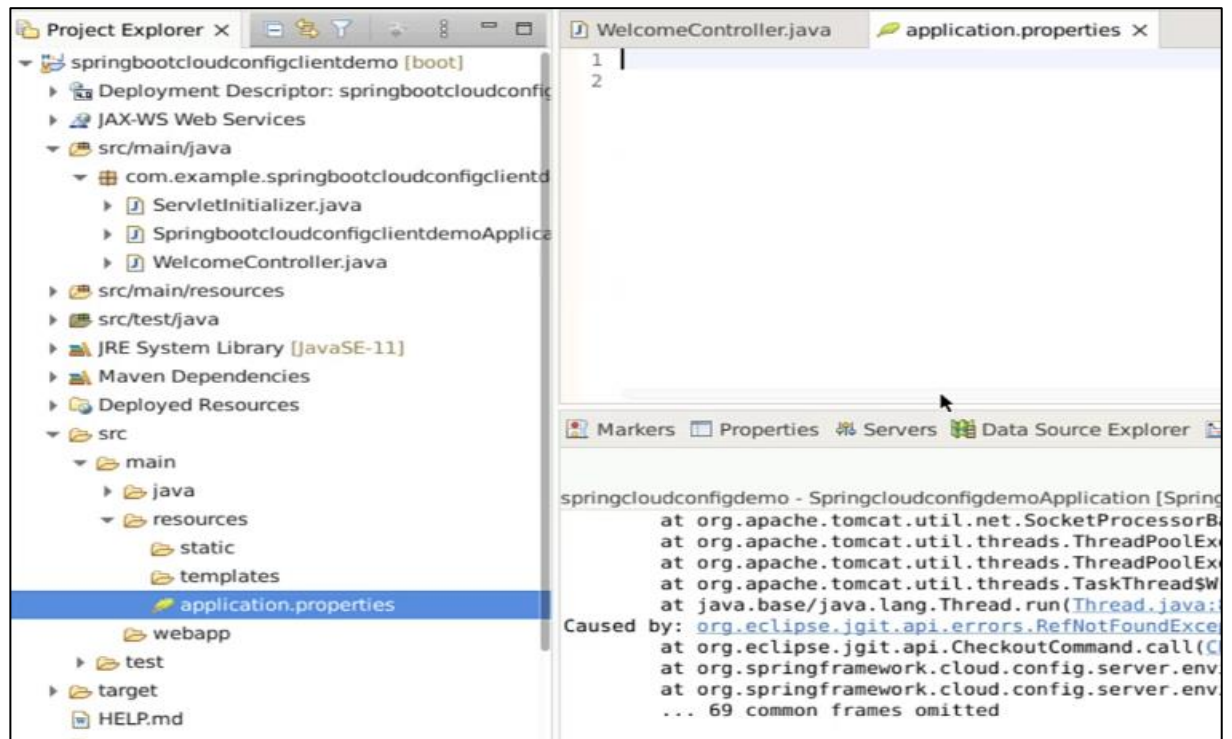 Project Explorer
springbootcloudconfigclientdemo [boot]
Deployment Descriptor: springbootcloudconfig
JAX-WS Web Services
src/main/java
com.example.springbootcloudconfigclientd
ServletInitializer.java
SpringbootcloudconfigclientdemoApplica
WelcomeController.java
src/main/resources
src/test/java
JRE System Library [JavaSE-11]
Maven Dependencies
Deployed Resources
src
main
java
resources
static
templates
application.properties
webapp
test
target
HELP.md
WelcomeController.java application.properties
1
2
Markers Properties Servers Data Source Explorer
springcloudconfigdemo - SpringcloudconfigdemoApplication [Spring
at org.apache.tomcat.util.net.SocketProcessorBa
at org.apache.tomcat.util.threads.ThreadPoolExe
at org.apache.tomcat.util.threads.ThreadPoolExe
at org.apache.tomcat.util.threads.TaskThread$W
at java.base/java.lang.Thread.run(Thread.java:8
Caused by: org.eclipse.jgit.api.errors.RefNotFoundExcep
at org.eclipse.jgit.api.CheckoutCommand.call(C
at org.springframework.cloud.config.server.env
at org.springframework.cloud.config.server.env
... 69 common frames omitted